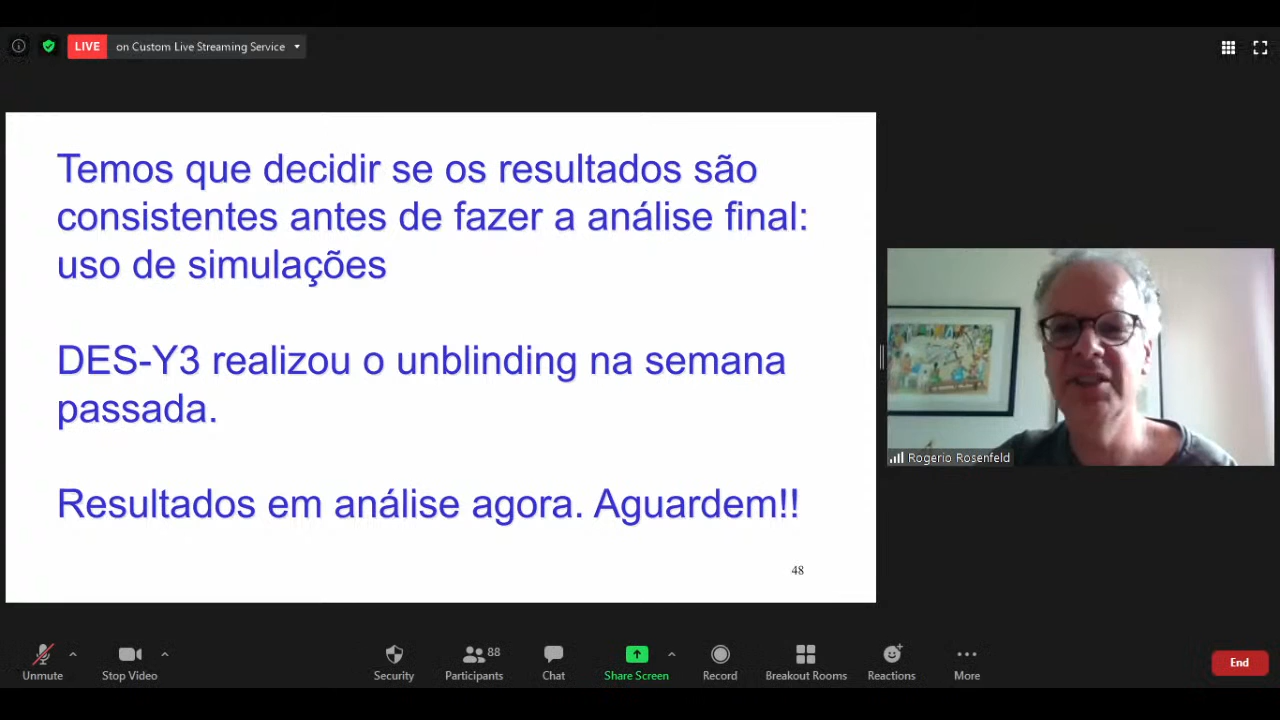 LIVE on Custom Live Streaming Service
Temos que decidir se os resultados são
consistentes antes de fazer a análise final:
uso de simulações
DES-Y3 realizou o unblinding na semana
passada.
Resultados em análise agora. Aguardem!!
48
Rogerio Rosenfeld
88
Unmute Stop Video Security Participants Chat Share Screen Record Breakout Rooms Reactions More End